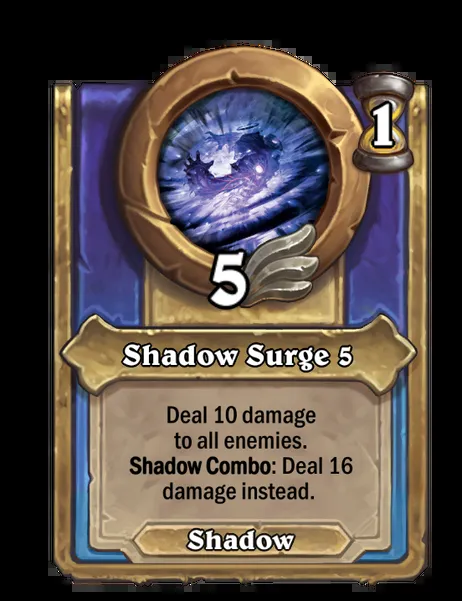 1
5
Shadow Surge 5
Deal 10 damage
to all enemies.
Shadow Combo: Deal 16
damage instead.
Shadow